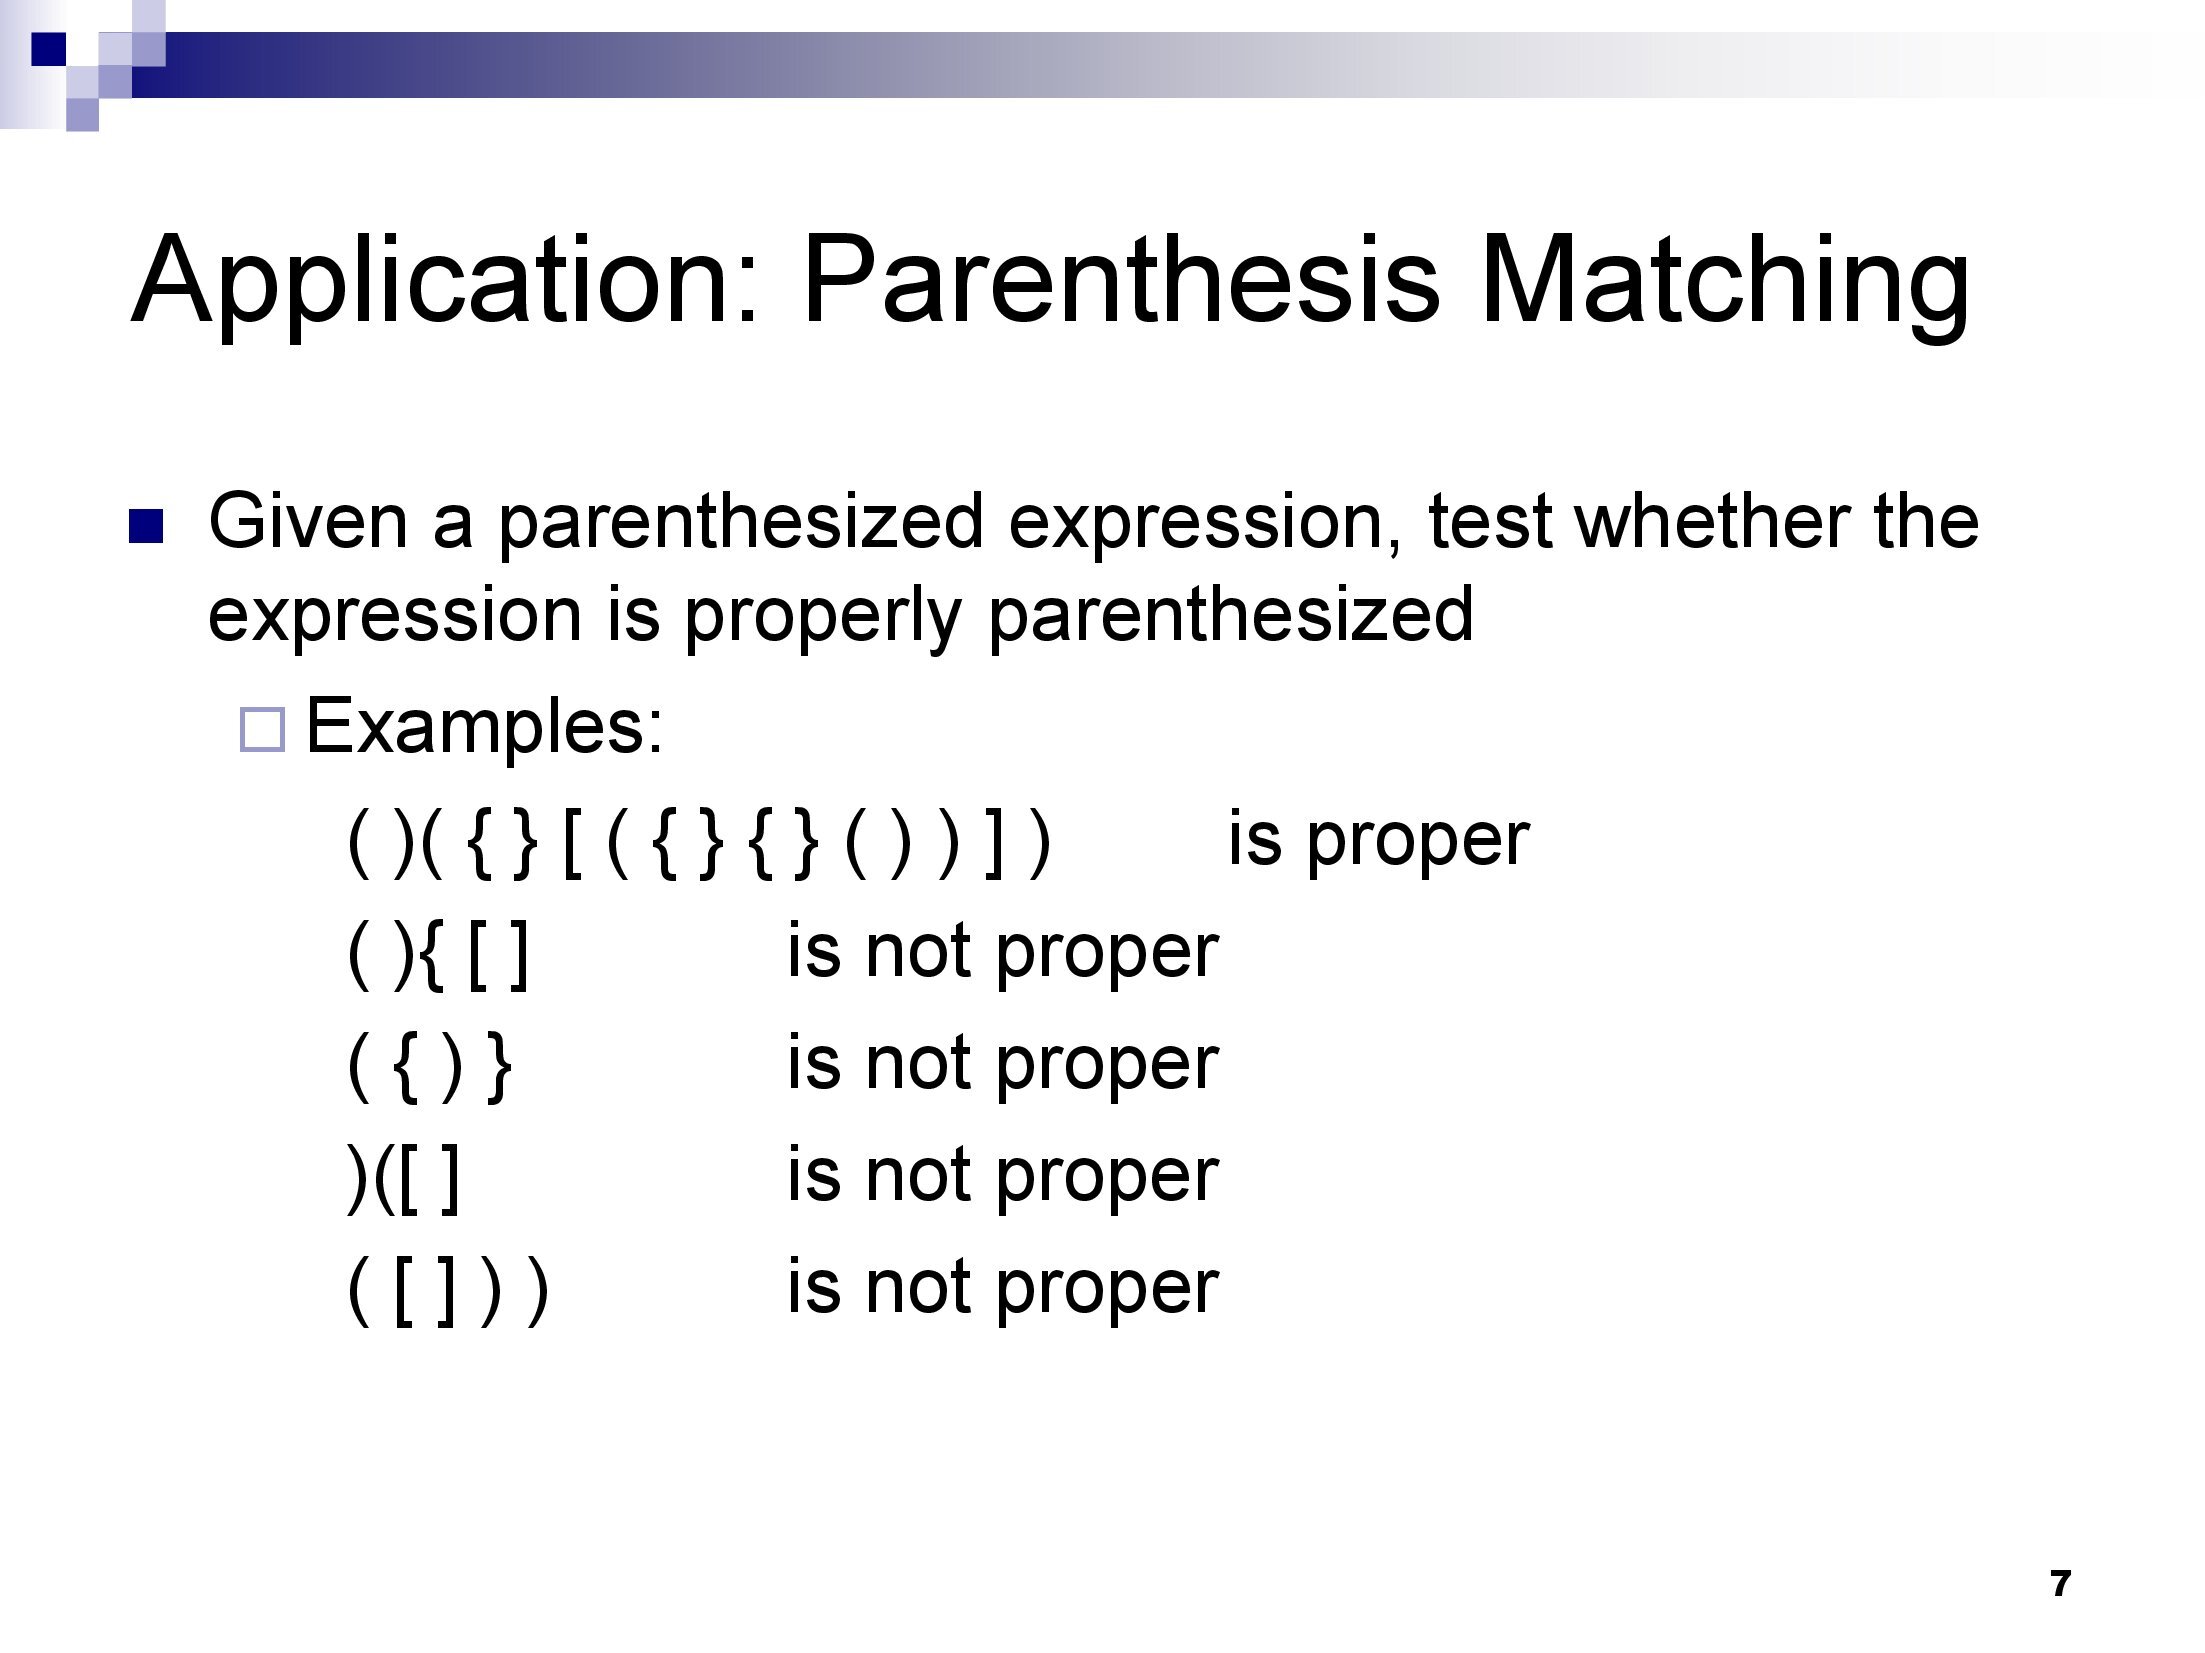 Application: Parenthesis Matching
Given a parenthesized expression, test whether the
expression is properly parenthesized
Examples:
( )( { } [ ( { } { } ( ) ) ] ) is proper
( ){ [ ] is not proper
( { ) } is not proper
)([ ] is not proper
( [ ] ) ) is not proper
7